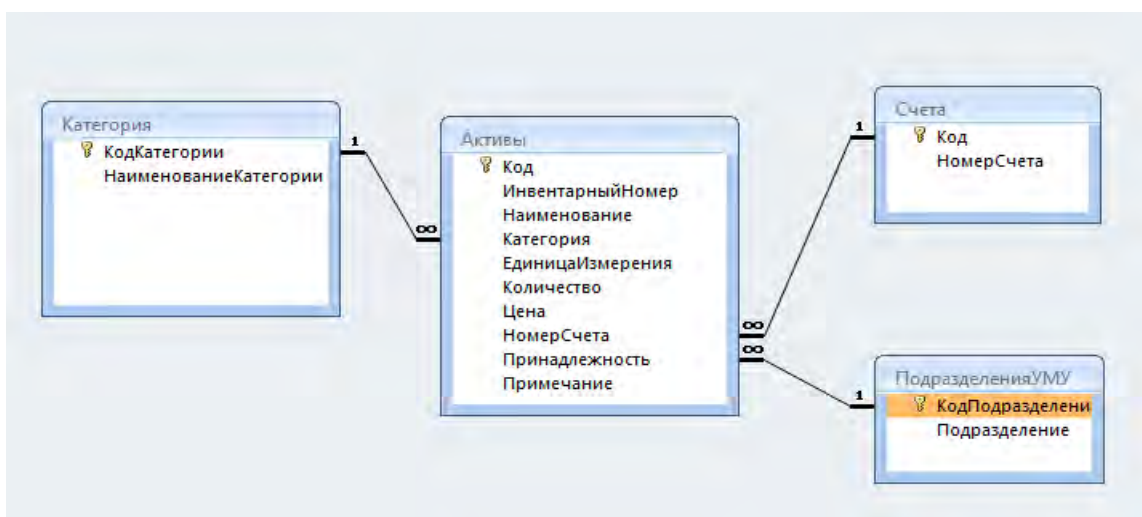 Категория
КодКатегории
НаименованиеКатегории
1
∞
Активы
Код
ИнвентарныйНомер
Наименование
Категория
ЕдиницаИзмерения
Количество
Цена
НомерСчета
Принадлежность
Примечание
∞
∞
1
Счета
Код
НомерСчета
1
ПодразделенияУМУ
КодПодразделени
Подразделение